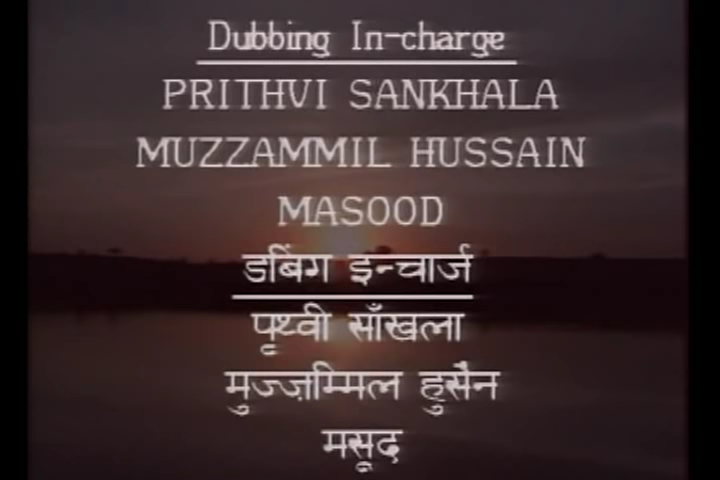 Dubbing In-charge
PRITHVI SANKHALA
MUZZAMMIL HUSSAIN
MASOOD
डबिंग इन्चार्ज
पृथ्वी साँखला
मुज्ज़म्मिल हुसैन
मसूद